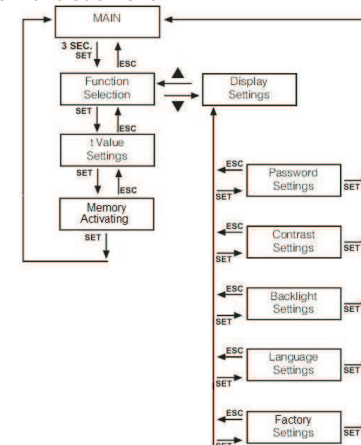 MAIN
3 SEC.
SET
ESC
Function
Selection
Display
Settings
SET
ESC
t Value
Settings
SET
ESC
Memory
Activating
SET
ESC
SET
Password
Settings
SET
ESC
SET
Contrast
Settings
SET
ESC
SET
Backlight
Settings
SET
ESC
SET
Language
Settings
SET
ESC
SET
Factory
Settings
SET